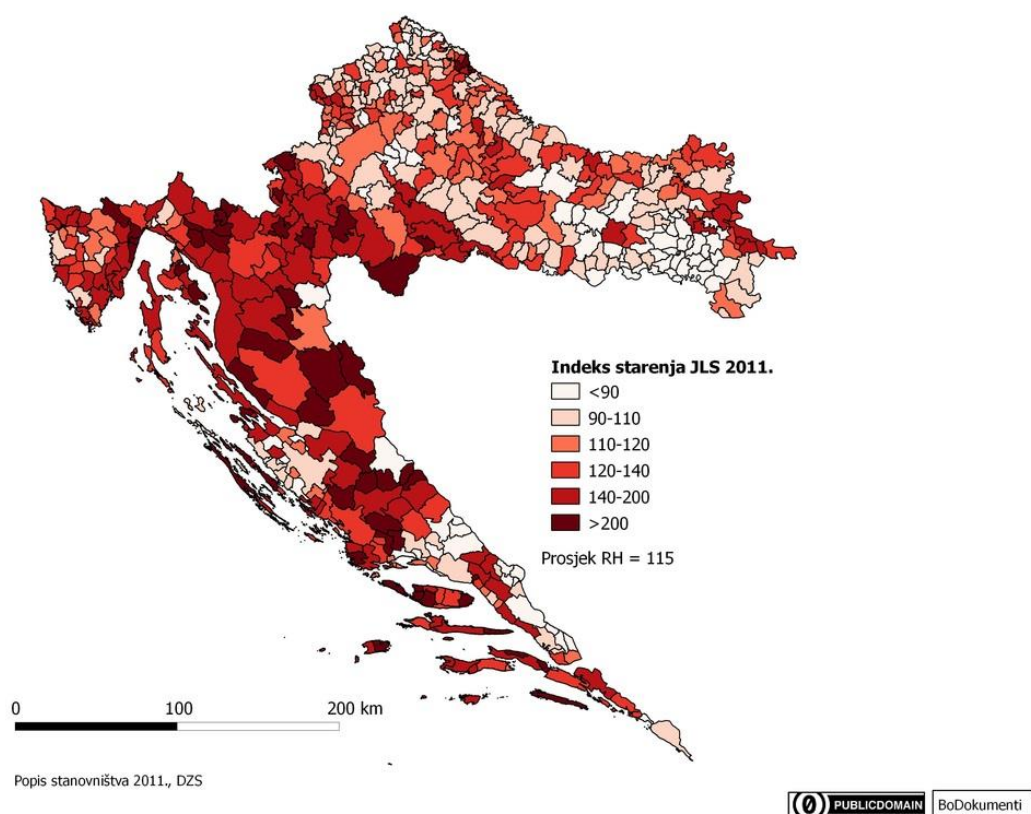 Indeks starenja JLS 2011.
<90
90-110
110-120
120-140
140-200
>200
Prosjek RH = 115
0 100 200 km
Popis stanovništva 2011., DZS
0 PUBLICDOMAIN BoDokumenti